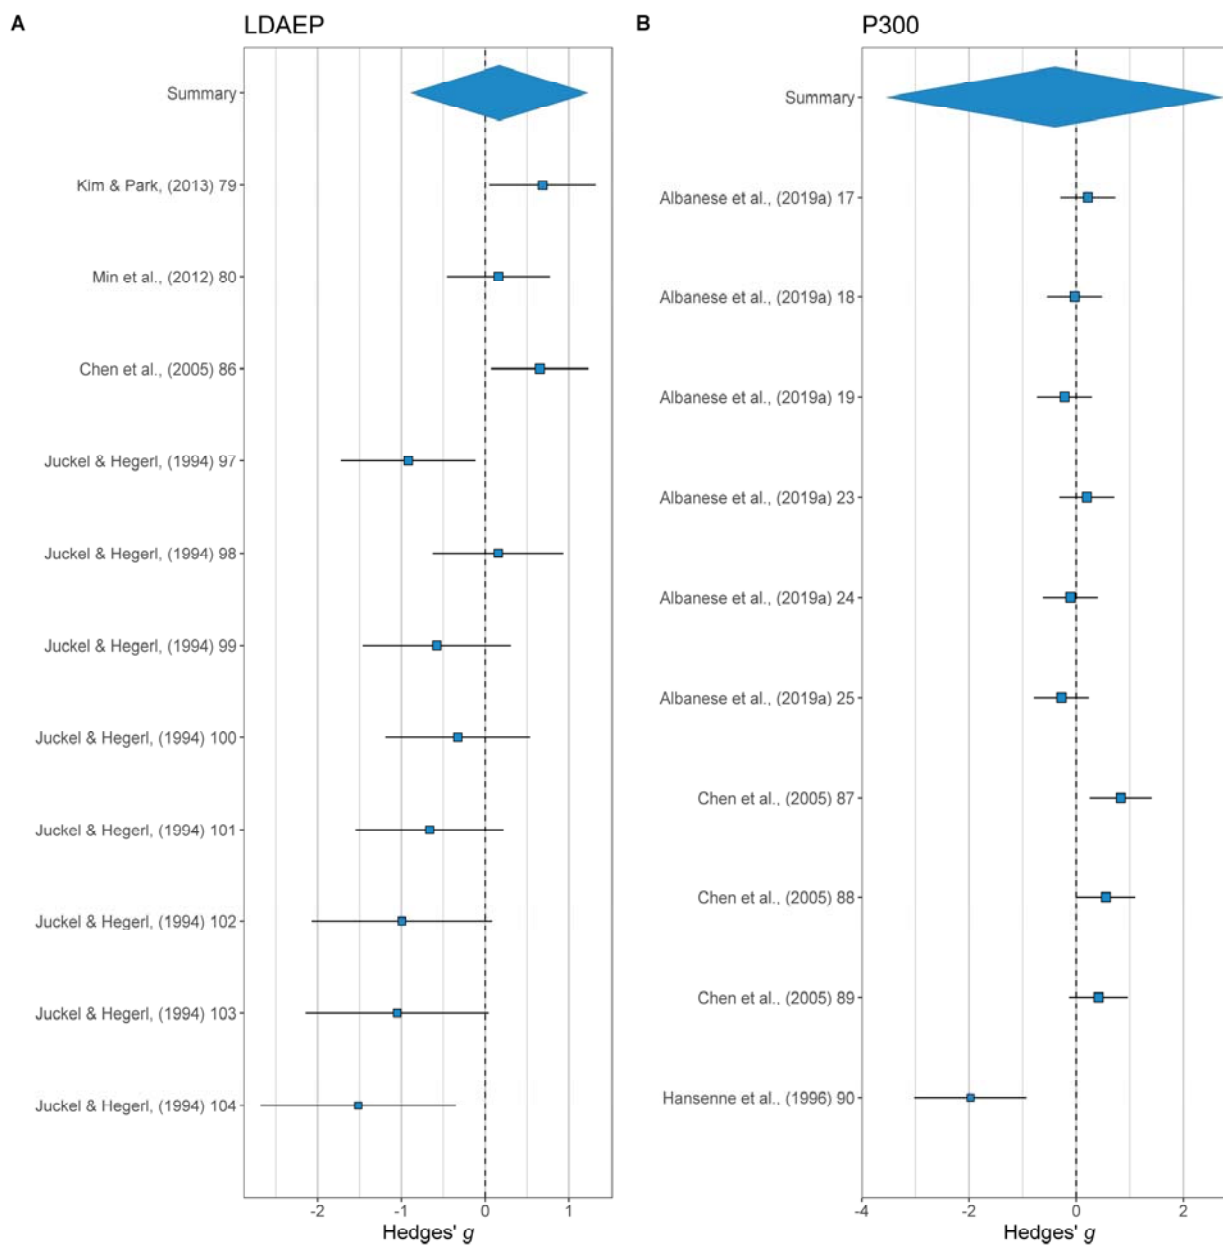 A
LDAEP
Summary
Kim & Park, (2013) 79
Min et al., (2012) 80
Chen et al., (2005) 86
Juckel & Hegerl, (1994) 97
Juckel & Hegerl, (1994) 98
Juckel & Hegerl, (1994) 99
Juckel & Hegerl, (1994) 100
Juckel & Hegerl, (1994) 101
Juckel & Hegerl, (1994) 102
Juckel & Hegerl, (1994) 103
Juckel & Hegerl, (1994) 104
-2 -1 0 1
Hedges' g
B
P300
Summary
Albanese et al., (2019a) 17
Albanese et al., (2019a) 18
Albanese et al., (2019a) 19
Albanese et al., (2019a) 23
Albanese et al., (2019a) 24
Albanese et al., (2019a) 25
Chen et al., (2005) 87
Chen et al., (2005) 88
Chen et al., (2005) 89
Hansenne et al., (1996) 90
-4 -2 0 2
Hedges' g